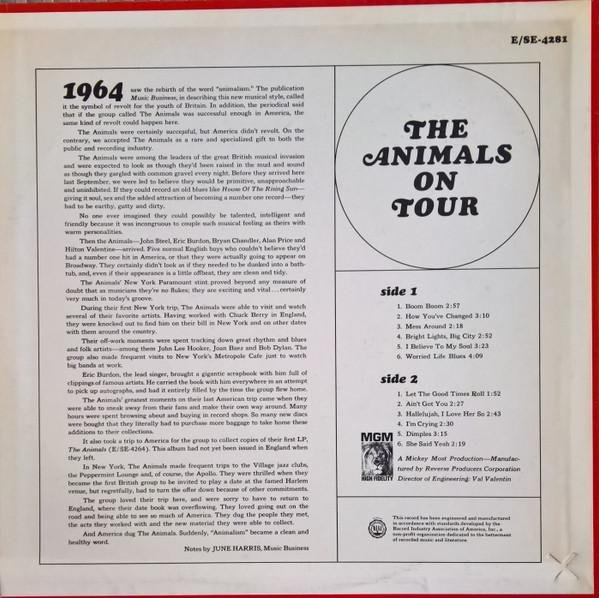 E/SE-4281
1964 saw the rebirth of the word "animalism." The publication
Music Business, in describing this new musical style, called
it the symbol of revolt for the youth of Britain. In addition, the periodical said
that if the group called The Animals was successful enough in America, the
same kind of revolt could happen here.
The Animals were certainly successful, but America didn't revolt. On the
contrary, we accepted The Animals as a rare and specialized gift to both the
public and recording industry.
The Animals were among the leaders of the great British musical invasion
and were expected to look as though they'd been raised in the mud and sound
as though they gargled with common gravel every night. Before they arrived here
last September, we were led to believe they would be primitive, unapproachable
and uninhibited. If they could record an old blues like House Of The Rising Sun—
giving it soul, sex and the added attraction of becoming a number one record—they
had to be earthy, gutty and dirty.
No one ever imagined they could possibly be talented, intelligent and
friendly because it was incongruous to couple such musical feeling as theirs with
warm personalities.
Then the Animals—John Steel, Eric Burdon, Bryan Chandler, Alan Price and
Hilton Valentine—arrived. Five normal English boys who couldn't believe they'd
had a number one hit in America, or that they were actually going to appear on
Broadway. They certainly didn't look as if they needed to be dunked into a bath-
tub, and, even if their appearance is a little offbeat, they are clean and tidy.
The Animals' New York Paramount stint proved beyond any measure of
doubt that as musicians they're no flukes; they are exciting and vital ... certainly
very much in today's groove.
During their first New York trip, The Animals were able to visit and watch
several of their favorite artists. Having worked with Chuck Berry in England,
they were knocked out to find him on their bill in New York and on other dates
with them around the country.
Their off-work moments were spent tracking down great rhythm and blues
and folk artists—among them John Lee Hooker, Joan Baez and Bob Dylan. The
group also made frequent visits to New York's Metropole Cafe just to watch
big bands at work.
Eric Burdon, the lead singer, brought a gigantic scrapbook with him full of
clippings of famous artists. He carried the book with him everywhere in an attempt
to pick up autographs, and had it entirely filled by the time the group flew home.
The Animals' greatest moments on their last American trip came when they
were able to sneak away from their fans and make their own way around. Many
hours were spent browsing about and buying in record shops. So many new discs
were bought that they literally had to purchase more baggage to take home these
additions to their collections.
It also took a trip to America for the group to collect copies of their first LP,
The Animals (E/SE-4264). This album had not yet been issued in England when
they left.
In New York, The Animals made frequent trips to the Village jazz clubs,
the Peppermint Lounge and, of course, the Apollo. They were thrilled when they
became the first British group to be invited to play a date at the famed Harlem
venue, but regretfully, had to turn the offer down because of other commitments.
The group loved their trip here, and were sorry to have to return to
England, where their date book was overflowing. They loved going out on the
road and being able to see so much of America. They dug the people they met,
the acts they worked with and the new material they were able to collect.
And America dug The Animals. Suddenly, "Animalism" became a clean and
healthy word.
Notes by JUNE HARRIS, Music Business
THE
ANIMALS
ON
TOUR
side 1
1. Boom Boom 2:57
2. How You've Changed 3:10
3. Mess Around 2:18
4. Bright Lights, Big City 2:52
5. I Believe To My Soul 3:23
6. Worried Life Blues 4:09
side 2
1. Let The Good Times Roll 1:52
2. Ain't Got You 2:27
3. Hallelujah, I Love Her So 2:43
4. I'm Crying 2:30
5. Dimples 3:15
6. She Said Yeah 2:19
MGM
HIGH FIDELITY
A Mickey Most Production—Manufac-
tured by Reverse Producers Corporation
Director of Engineering: Val Valentin
This record has been engineered and manufactured
in accordance with standards developed by the
Record Industry Association of America, Inc., a
non-profit organization dedicated to the betterment
of recorded music and literature.